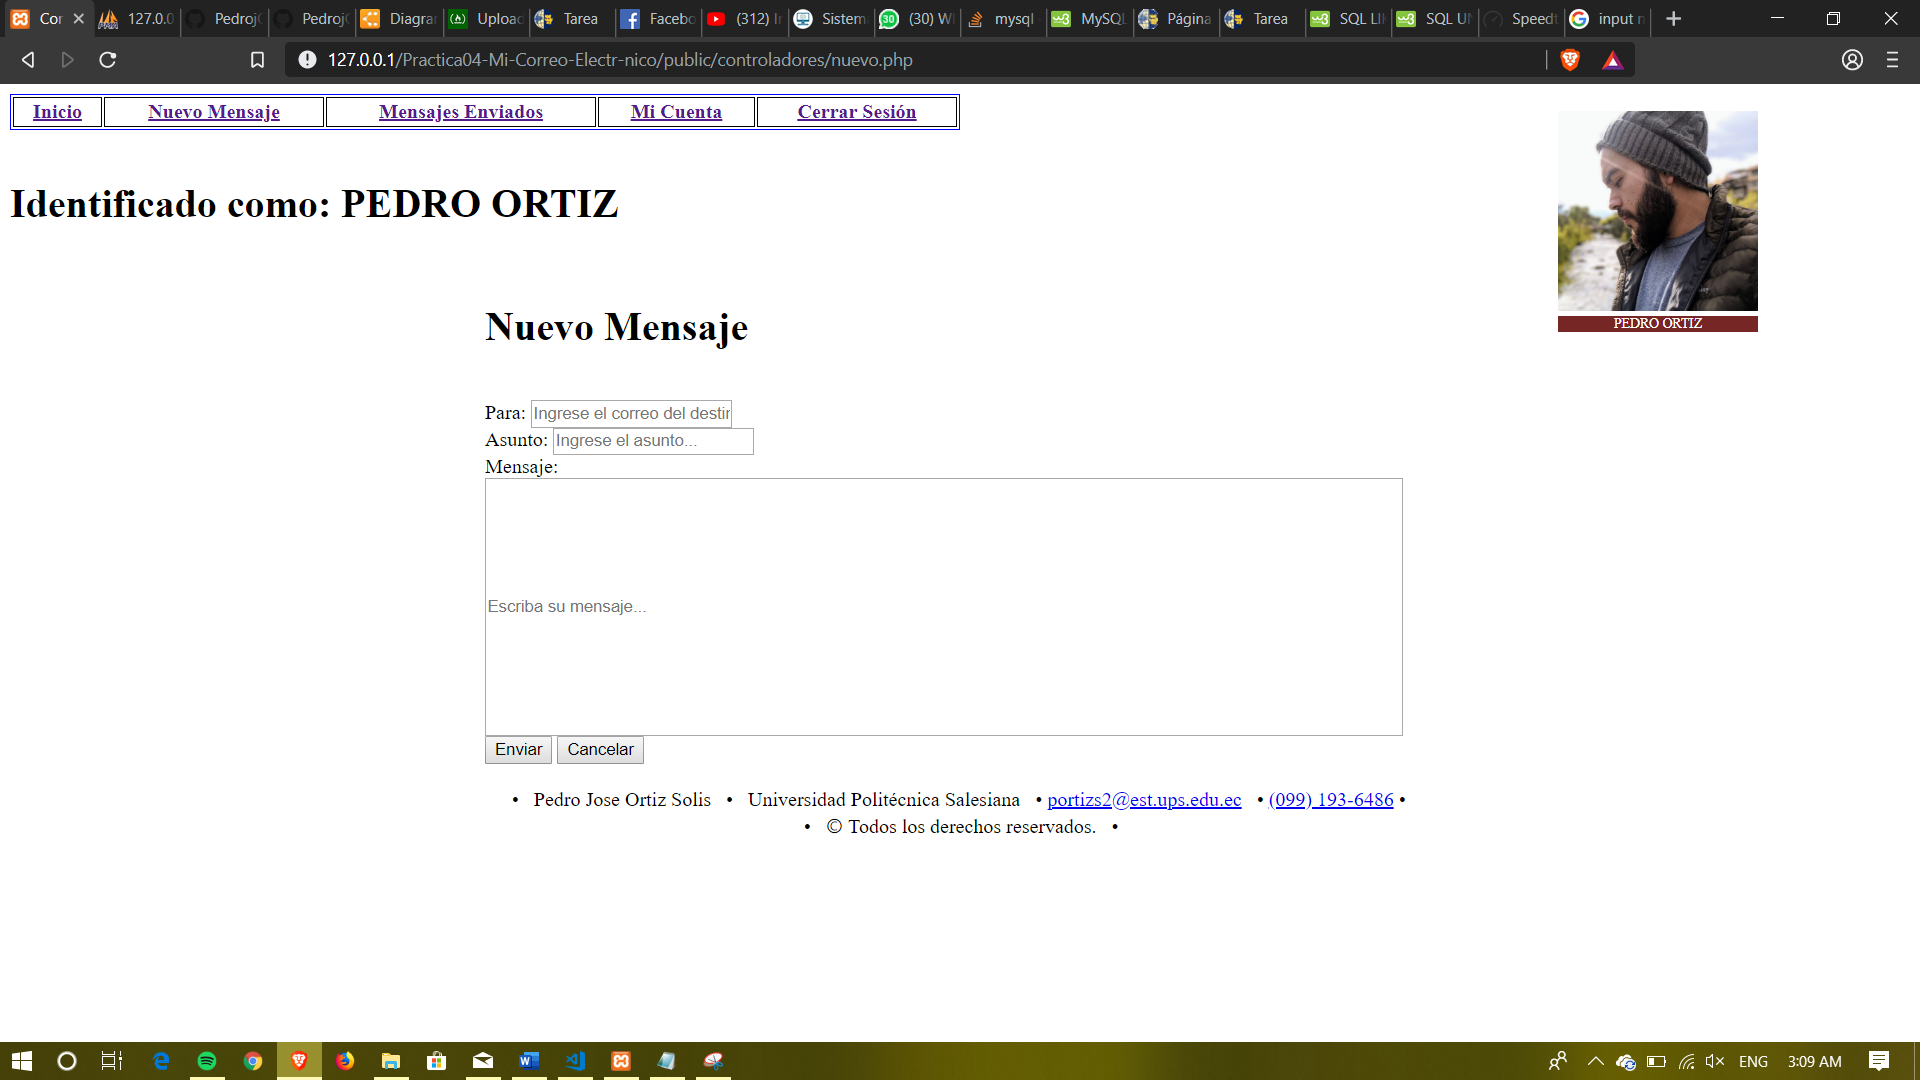 Cor
127.0.0
Pedroj
Pedroj
Diagra
Upload
Tarea
Facebo
(312) I
Sistem
(30) W
mysql
MySQL
Página
Tarea
SQL LI
SQL U
Speedt
input
127.0.0.1/Practica04-Mi-Correo-Electr-nico/public/controladores/nuevo.php
Inicio Nuevo Mensaje Mensajes Enviados Mi Cuenta Cerrar Sesión
Identificado como: PEDRO ORTIZ
PEDRO ORTIZ
Nuevo Mensaje
Para: Ingrese el correo del destin
Asunto: Ingrese el asunto...
Mensaje:
Escriba su mensaje...
Enviar Cancelar
• Pedro Jose Ortiz Solis • Universidad Politécnica Salesiana • portizs2@est.ups.edu.ec • (099) 193-6486 •
• © Todos los derechos reservados. •
ENG 3:09 AM